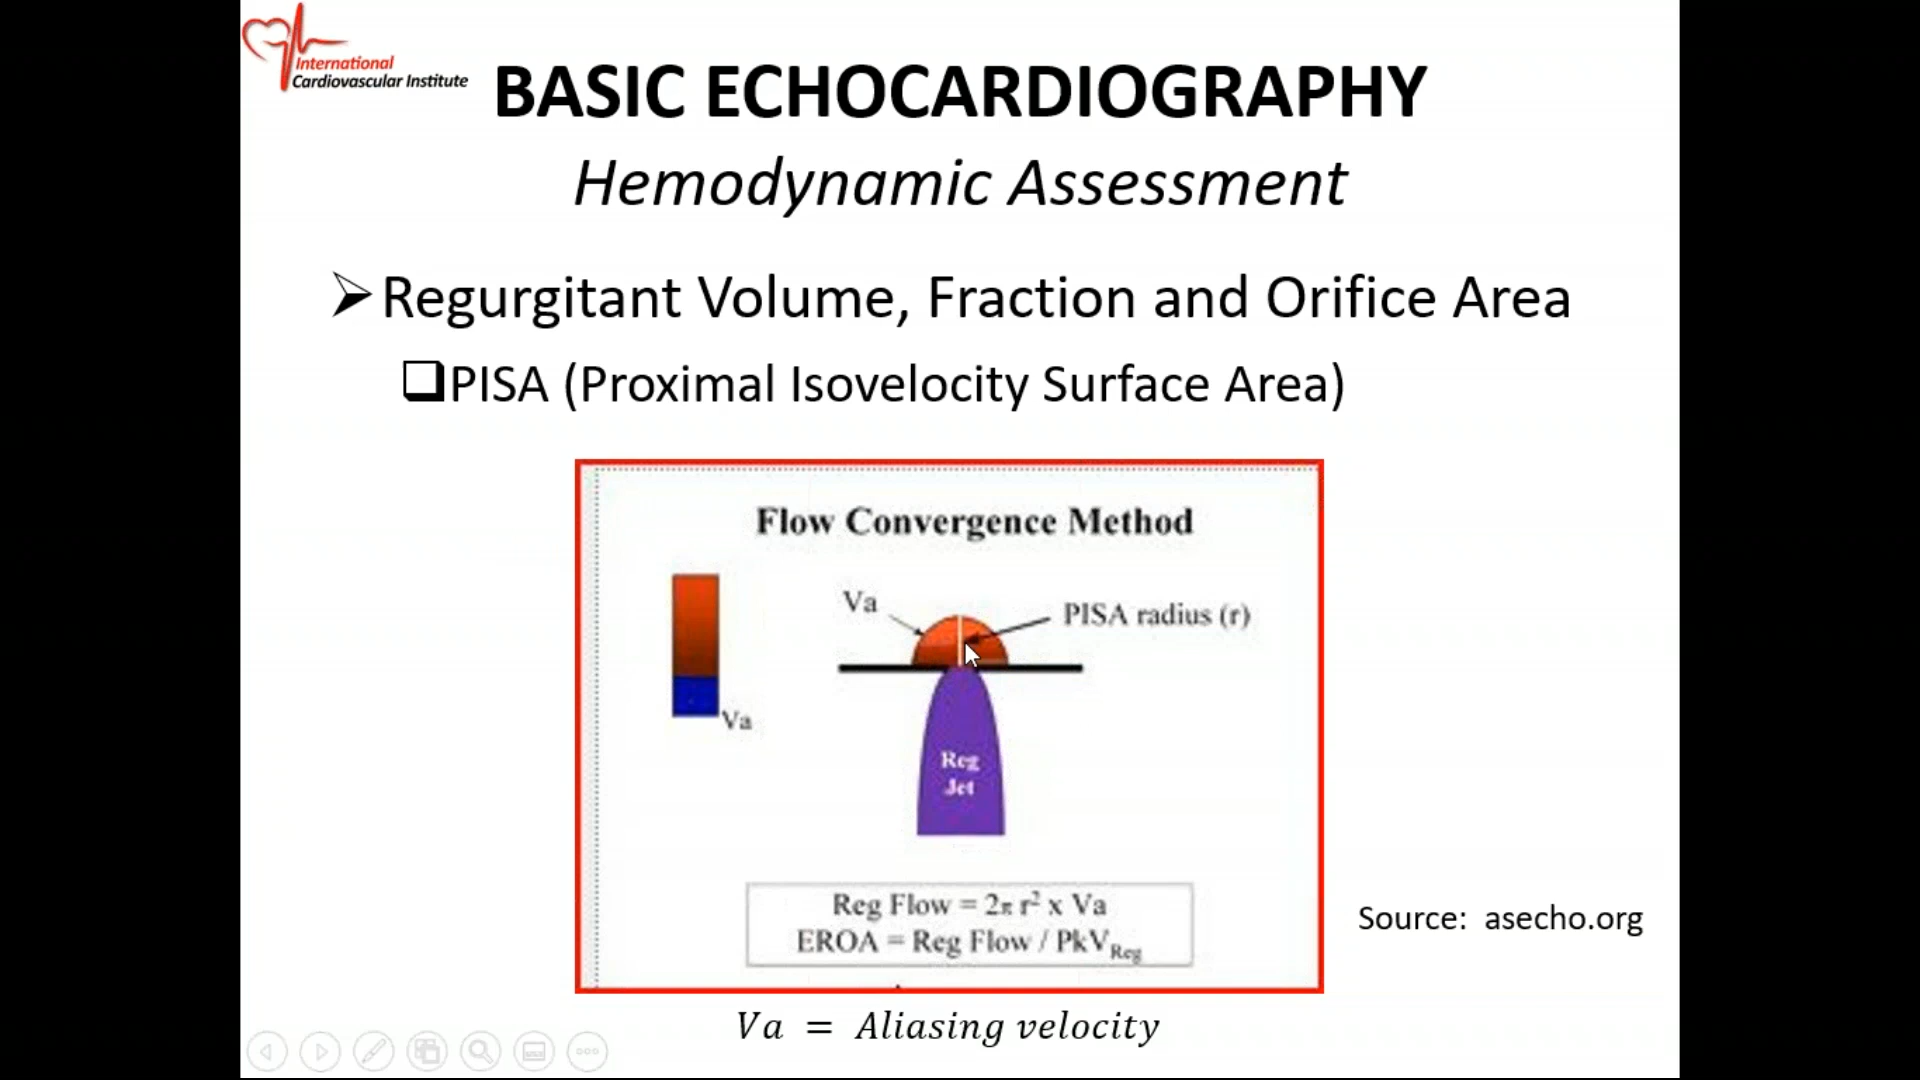 International
Cardiovascular Institute
BASIC ECHOCARDIOGRAPHY
Hemodynamic Assessment
➢Regurgitant Volume, Fraction and Orifice Area
❑PISA (Proximal Isovelocity Surface Area)
Flow Convergence Method
Va
PISA radius (r)
Va
Reg
Jet
Reg Flow = 2π r² x Va
EROA = Reg Flow / PkV_Reg
Source: asecho.org
Va = Aliasing velocity